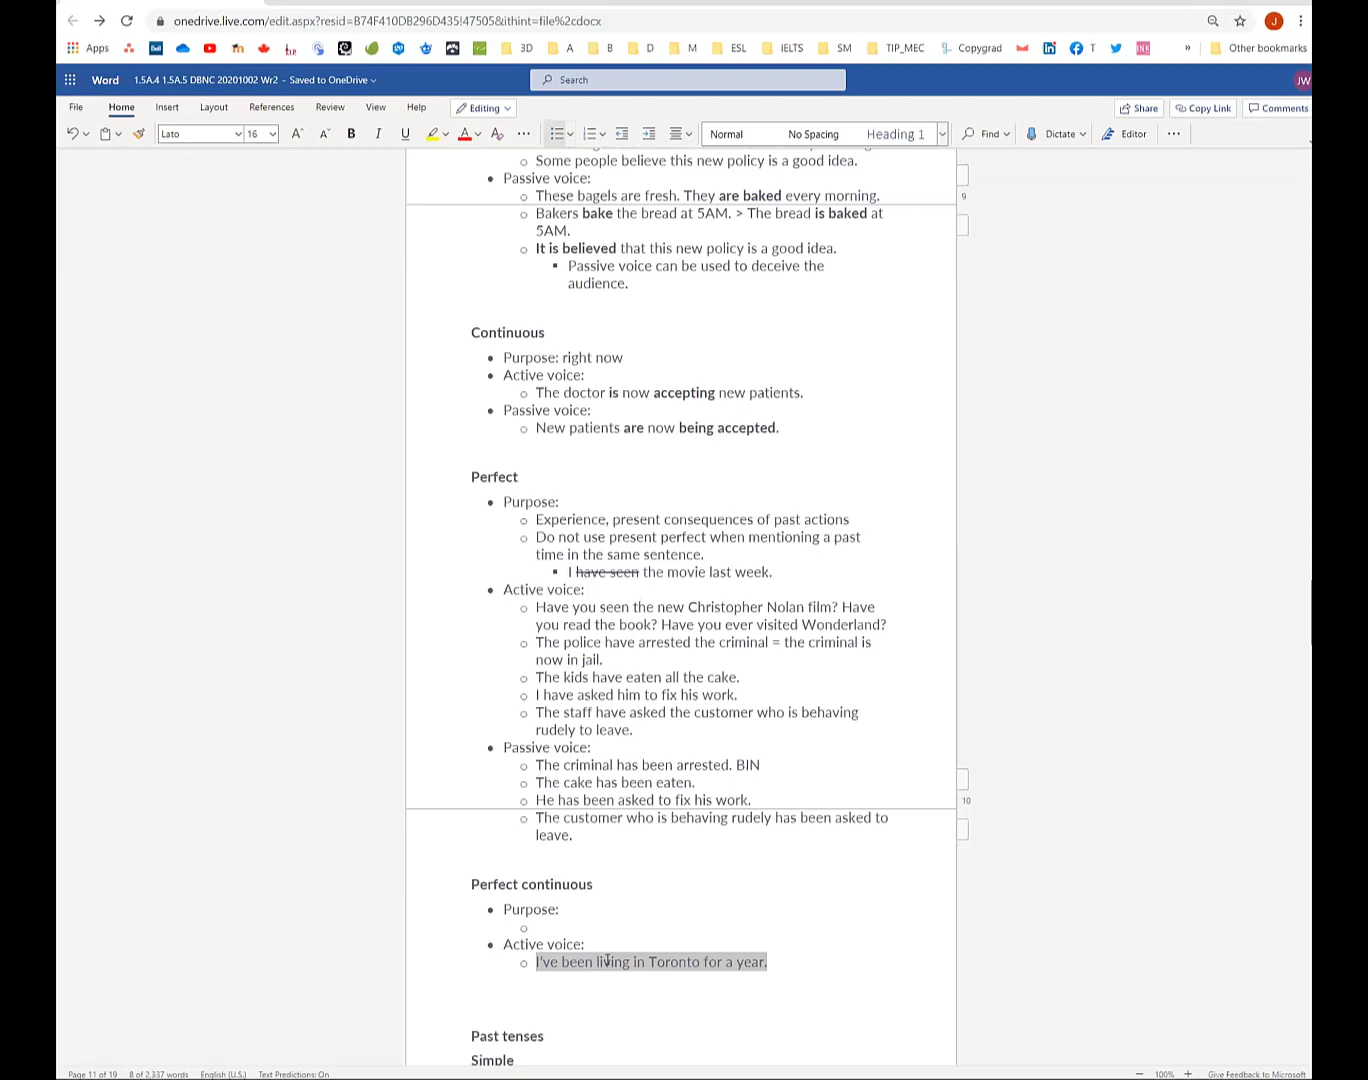 onedrive.live.com/edit.aspx?resid=B74F410DB296D435!47505&ithint=file%2cdocx
J
Apps
Bell
3D A B D M ESL IELTS SM TIP_MEC Copygrad T » Other bookmarks
Word 1.5A.4 1.5A.5 DBNC 20201002 Wr2 - Saved to OneDrive
Search
JW
File Home Insert Layout References Review View Help Editing Share Copy Link Comments
Lato 16 A A B I U A A ... Normal No Spacing Heading 1 Find Dictate Editor ...
Some people believe this new policy is a good idea.
Passive voice:
These bagels are fresh. They are baked every morning.
9
Bakers bake the bread at 5AM. > The bread is baked at
5AM.
It is believed that this new policy is a good idea.
Passive voice can be used to deceive the
audience.
Continuous
Purpose: right now
Active voice:
The doctor is now accepting new patients.
Passive voice:
New patients are now being accepted.
Perfect
Purpose:
Experience, present consequences of past actions
Do not use present perfect when mentioning a past
time in the same sentence.
I have seen the movie last week.
Active voice:
Have you seen the new Christopher Nolan film? Have
you read the book? Have you ever visited Wonderland?
The police have arrested the criminal = the criminal is
now in jail.
The kids have eaten all the cake.
I have asked him to fix his work.
The staff have asked the customer who is behaving
rudely to leave.
Passive voice:
The criminal has been arrested. BIN
The cake has been eaten.
He has been asked to fix his work.
10
The customer who is behaving rudely has been asked to
leave.
Perfect continuous
Purpose:
Active voice:
I've been living in Toronto for a year.
Past tenses
Simple
Page 11 of 19 8 of 2,337 words English (U.S.) Text Predictions: On 100% Give Feedback to Microsoft